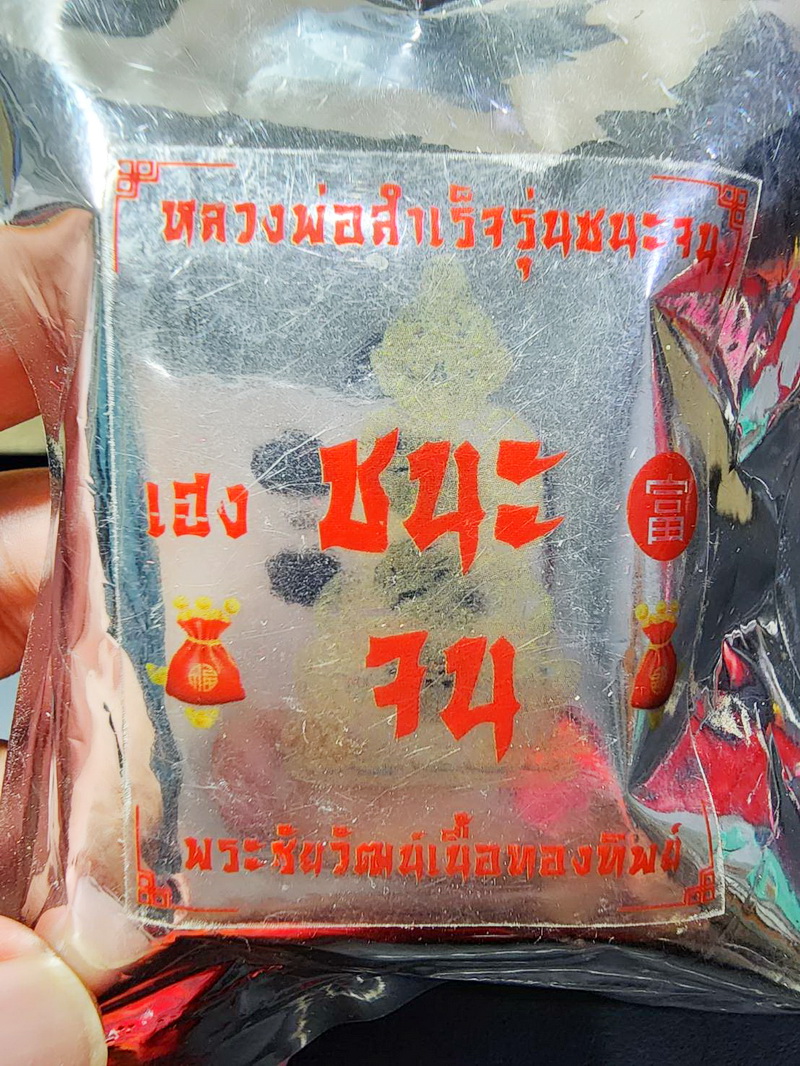 หลวงพ่อสำเร็จรุ่นชนะจน
เฮง ชนะ 富
จน
พระชัยวัฒน์เนื้อทองทิพย์